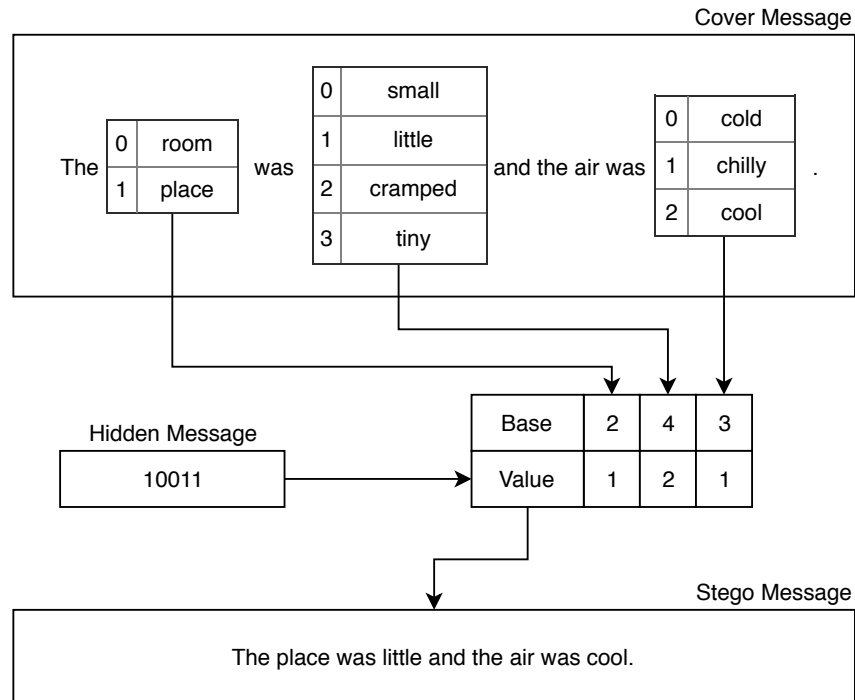 Cover Message
The
0 room
1 place
was
0 small
1 little
2 cramped
3 tiny
and the air was
0 cold
1 chilly
2 cool
.
Hidden Message
10011
Base 2 4 3
Value 1 2 1
Stego Message
The place was little and the air was cool.